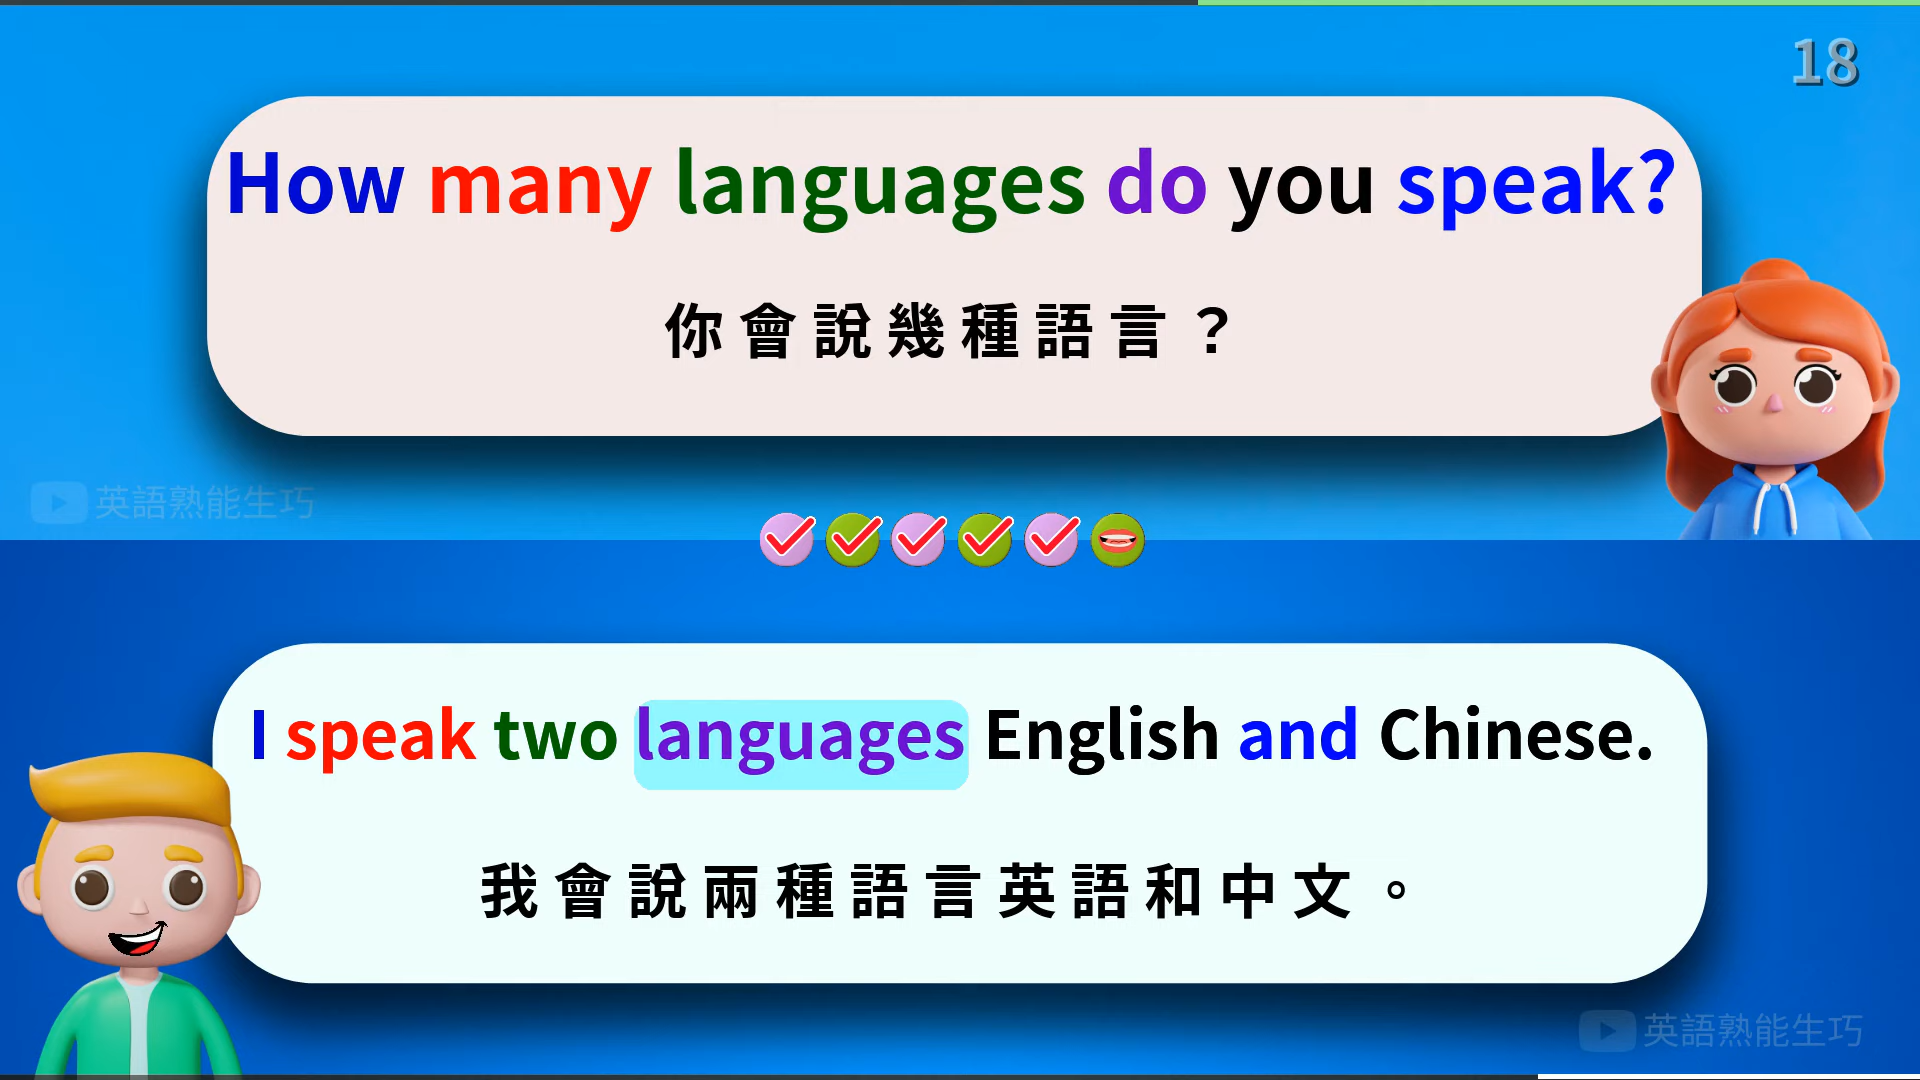 18
How many languages do you speak?
你會說幾種語言？
英語熟能生巧
I speak two languages English and Chinese.
我會說兩種語言英語和中文。
英語熟能生巧